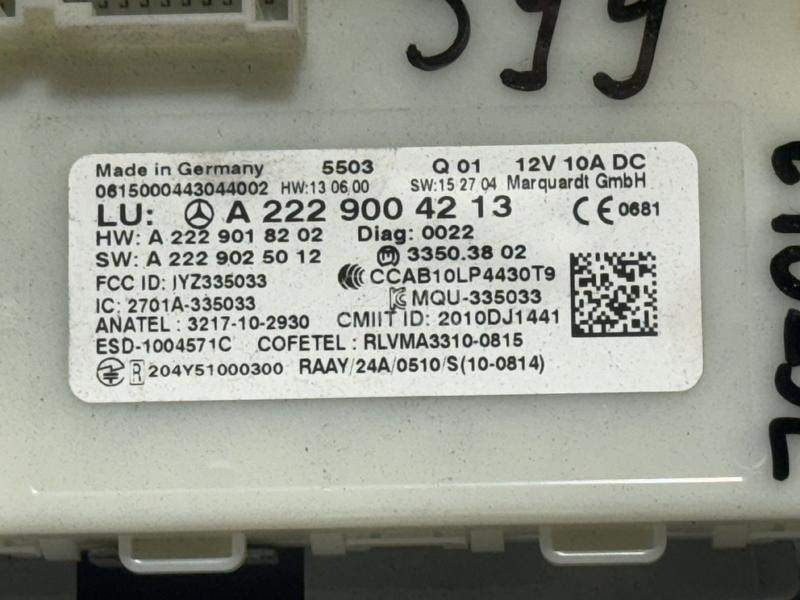 599
Made in Germany 5503 Q 01 12V 10A DC
0615000443044002 HW:13 06.00 SW:15 27 04 Marquardt GmbH
LU: A 222 900 42 13 CE 0681
HW: A 222 901 82 02 Diag: 0022
SW: A 222 902 50 12 m 3350.38 02
FCC ID: IYZ335033 CCAB10LP4430T9
IC: 2701A-335033 MQU-335033
ANATEL : 3217-10-2930 CMIIT ID: 2010DJ1441
ESD-1004571C COFETEL : RLVMA3310-0815
R 204Y51000300 RAAY/24A/0510/S(10-0814)